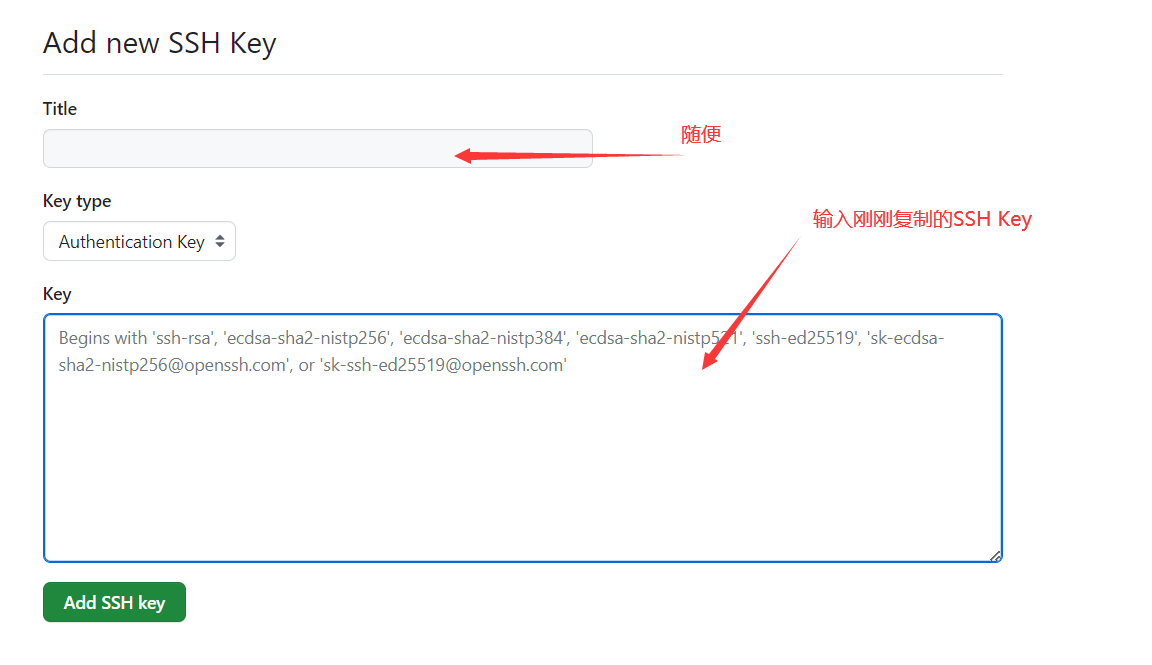 Add new SSH Key
Title
随便
Key type
输入刚刚复制的SSH Key
Authentication Key
Key
Begins with 'ssh-rsa', 'ecdsa-sha2-nistp256', 'ecdsa-sha2-nistp384', 'ecdsa-sha2-nistp521', 'ssh-ed25519', 'sk-ecdsa-
sha2-nistp256@openssh.com', or 'sk-ssh-ed25519@openssh.com'
Add SSH key